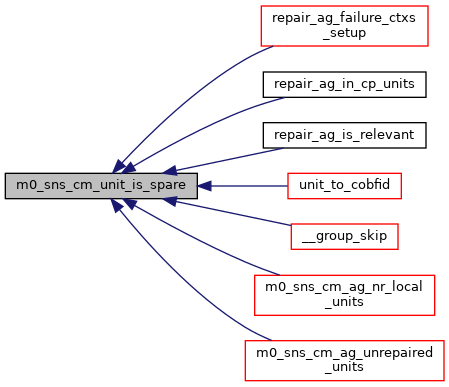 repair_ag_failure_ctxs
_setup
repair_ag_in_cp_units
repair_ag_is_relevant
m0_sns_cm_unit_is_spare
unit_to_cobfid
__group_skip
m0_sns_cm_ag_nr_local
_units
m0_sns_cm_ag_unrepaired
_units